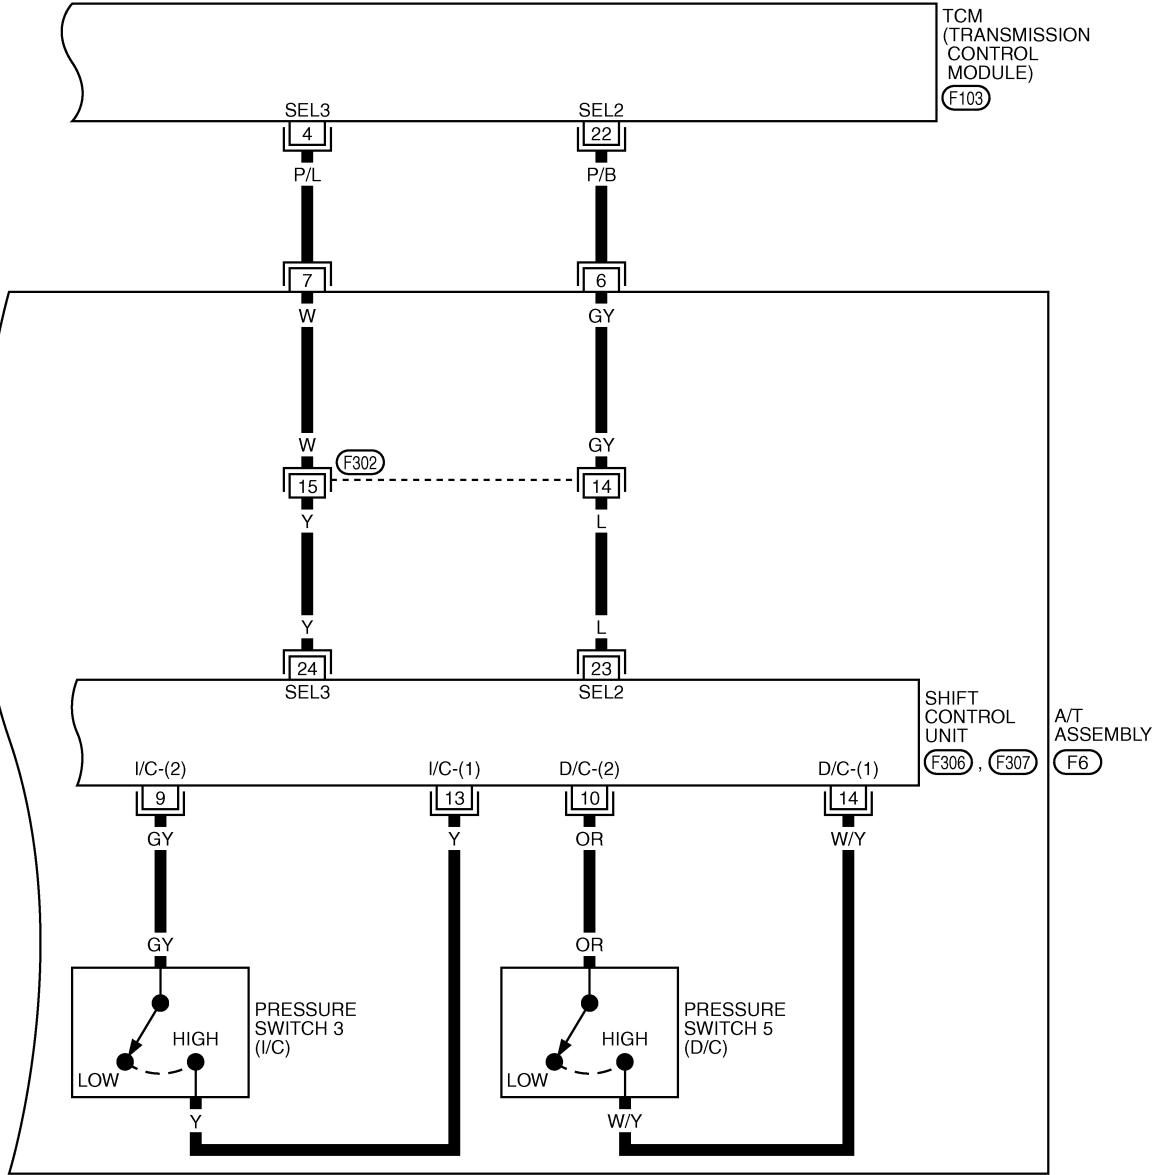 TCM
(TRANSMISSION
CONTROL
MODULE)
F103
SEL3 SEL2
4 22
P/L P/B
7 6
W GY
W GY
F302
15 14
Y L
Y L
24 23
SEL3 SEL2
SHIFT
CONTROL
UNIT
F306 , F307
A/T
ASSEMBLY
F6
I/C-(2) I/C-(1) D/C-(2) D/C-(1)
9 13 10 14
GY Y OR W/Y
GY OR
PRESSURE
SWITCH 3
(I/C)
HIGH
LOW
PRESSURE
SWITCH 5
(D/C)
HIGH
LOW
Y W/Y